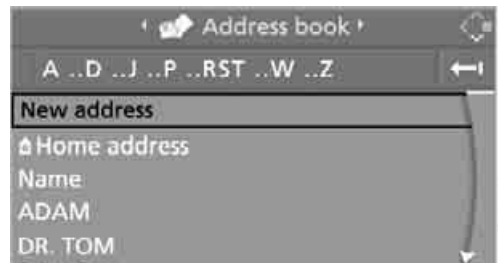 Address book
A ..D ..J ..P ..RST ..W ..Z
New address
Home address
Name
ADAM
DR. TOM